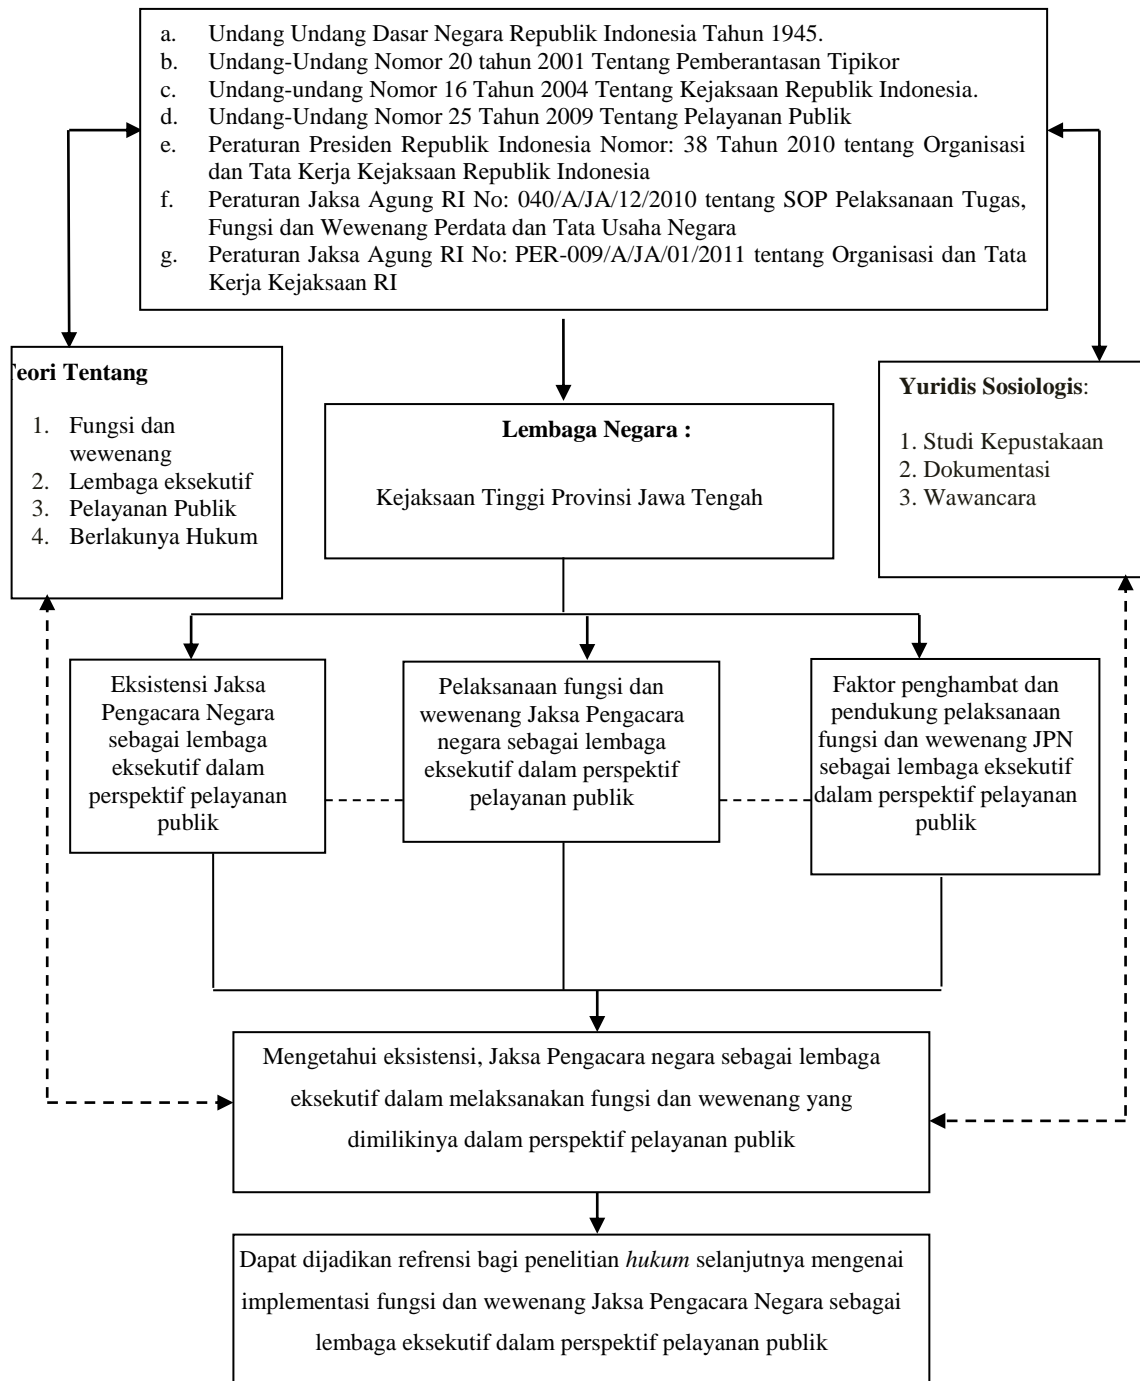 a. Undang Undang Dasar Negara Republik Indonesia Tahun 1945.
b. Undang-Undang Nomor 20 tahun 2001 Tentang Pemberantasan Tipikor
c. Undang-undang Nomor 16 Tahun 2004 Tentang Kejaksaan Republik Indonesia.
d. Undang-Undang Nomor 25 Tahun 2009 Tentang Pelayanan Publik
e. Peraturan Presiden Republik Indonesia Nomor: 38 Tahun 2010 tentang Organisasi
dan Tata Kerja Kejaksaan Republik Indonesia
f. Peraturan Jaksa Agung RI No: 040/A/JA/12/2010 tentang SOP Pelaksanaan Tugas,
Fungsi dan Wewenang Perdata dan Tata Usaha Negara
g. Peraturan Jaksa Agung RI No: PER-009/A/JA/01/2011 tentang Organisasi dan Tata
Kerja Kejaksaan RI
Teori Tentang
1. Fungsi dan
wewenang
2. Lembaga eksekutif
3. Pelayanan Publik
4. Berlakunya Hukum
Lembaga Negara :
Kejaksaan Tinggi Provinsi Jawa Tengah
Yuridis Sosiologis:
1. Studi Kepustakaan
2. Dokumentasi
3. Wawancara
Eksistensi Jaksa
Pengacara Negara
sebagai lembaga
eksekutif dalam
perspektif pelayanan
publik
Pelaksanaan fungsi dan
wewenang Jaksa Pengacara
negara sebagai lembaga
eksekutif dalam perspektif
pelayanan publik
Faktor penghambat dan
pendukung pelaksanaan
fungsi dan wewenang JPN
sebagai lembaga eksekutif
dalam perspektif pelayanan
publik
Mengetahui eksistensi, Jaksa Pengacara negara sebagai lembaga
eksekutif dalam melaksanakan fungsi dan wewenang yang
dimilikinya dalam perspektif pelayanan publik
Dapat dijadikan refrensi bagi penelitian hukum selanjutnya mengenai
implementasi fungsi dan wewenang Jaksa Pengacara Negara sebagai
lembaga eksekutif dalam perspektif pelayanan publik